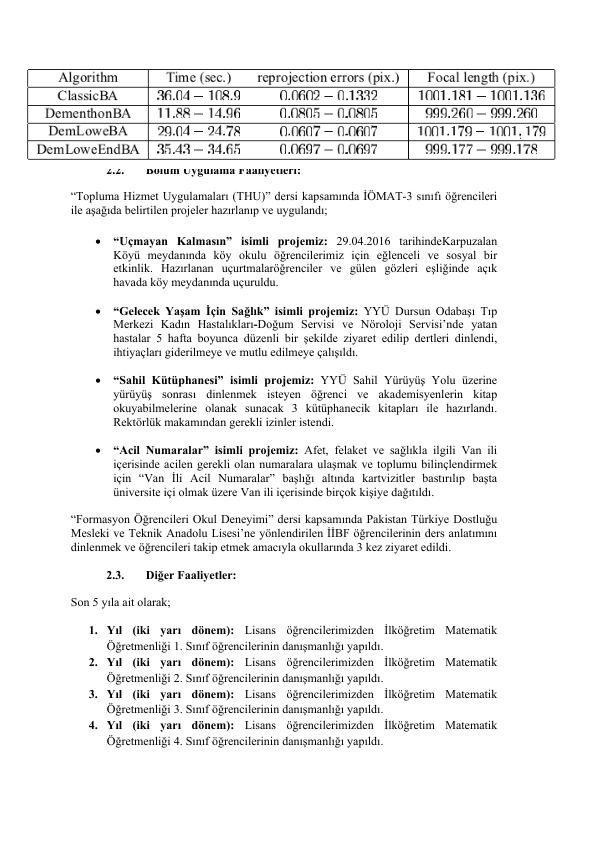 Algorithm Time (sec.) reprojection errors (pix.) Focal length (pix.)
ClassicBA 36.04 – 108.9 0.0602 – 0.1332 1001.181 – 1001.136
DementhonBA 11.88 – 14.96 0.0805 – 0.0805 999.260 – 999.260
DemLoweBA 29.04 – 24.78 0.0607 – 0.0607 1001.179 – 1001, 179
DemLoweEndBA 35.43 – 34.65 0.0697 – 0.0697 999.177 – 999.178
2.2. Bölüm Uygulama Faaliyetleri:
“Topluma Hizmet Uygulamaları (THU)” dersi kapsamında İÖMAT-3 sınıfı öğrencileri
ile aşağıda belirtilen projeler hazırlanıp ve uygulandı;
• “Uçmayan Kalmasın” isimli projemiz: 29.04.2016 tarihindeKarpuzalan
Köyü meydanında köy okulu öğrencilerimiz için eğlenceli ve sosyal bir
etkinlik. Hazırlanan uçurtmalaröğrenciler ve gülen gözleri eşliğinde açık
havada köy meydanında uçuruldu.
• “Gelecek Yaşam İçin Sağlık” isimli projemiz: YYÜ Dursun Odabaşı Tıp
Merkezi Kadın Hastalıkları-Doğum Servisi ve Nöroloji Servisi’nde yatan
hastalar 5 hafta boyunca düzenli bir şekilde ziyaret edilip dertleri dinlendi,
ihtiyaçları giderilmeye ve mutlu edilmeye çalışıldı.
• “Sahil Kütüphanesi” isimli projemiz: YYÜ Sahil Yürüyüş Yolu üzerine
yürüyüş sonrası dinlenmek isteyen öğrenci ve akademisyenlerin kitap
okuyabilmelerine olanak sunacak 3 kütüphanecik kitapları ile hazırlandı.
Rektörlük makamından gerekli izinler istendi.
• “Acil Numaralar” isimli projemiz: Afet, felaket ve sağlıkla ilgili Van ili
içerisinde acilen gerekli olan numaralara ulaşmak ve toplumu bilinçlendirmek
için “Van İli Acil Numaralar” başlığı altında kartvizitler bastırılıp başta
üniversite içi olmak üzere Van ili içerisinde birçok kişiye dağıtıldı.
“Formasyon Öğrencileri Okul Deneyimi” dersi kapsamında Pakistan Türkiye Dostluğu
Mesleki ve Teknik Anadolu Lisesi’ne yönlendirilen İİBF öğrencilerinin ders anlatımını
dinlenmek ve öğrencileri takip etmek amacıyla okullarında 3 kez ziyaret edildi.
2.3. Diğer Faaliyetler:
Son 5 yıla ait olarak;
1. Yıl (iki yarı dönem): Lisans öğrencilerimizden İlköğretim Matematik
Öğretmenliği 1. Sınıf öğrencilerinin danışmanlığı yapıldı.
2. Yıl (iki yarı dönem): Lisans öğrencilerimizden İlköğretim Matematik
Öğretmenliği 2. Sınıf öğrencilerinin danışmanlığı yapıldı.
3. Yıl (iki yarı dönem): Lisans öğrencilerimizden İlköğretim Matematik
Öğretmenliği 3. Sınıf öğrencilerinin danışmanlığı yapıldı.
4. Yıl (iki yarı dönem): Lisans öğrencilerimizden İlköğretim Matematik
Öğretmenliği 4. Sınıf öğrencilerinin danışmanlığı yapıldı.